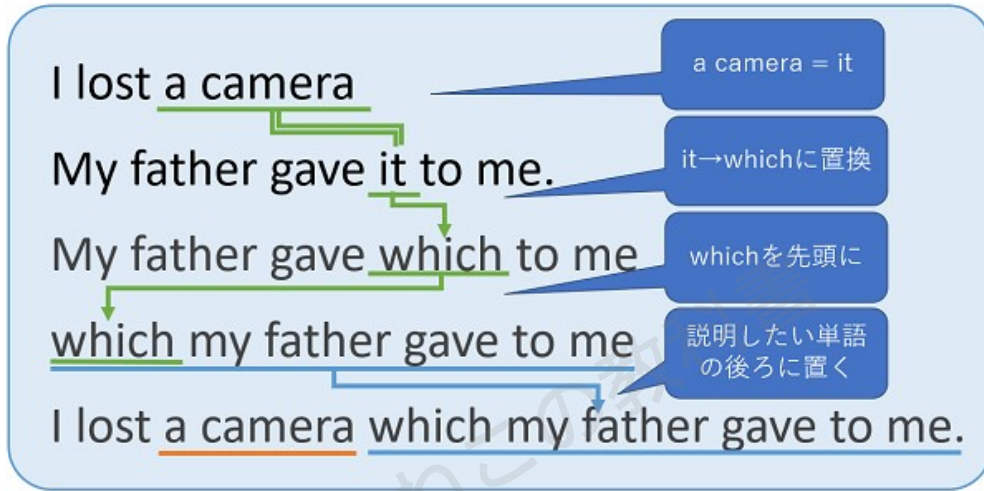 I lost a camera
a camera = it
My father gave it to me.
it→whichに置換
My father gave which to me
whichを先頭に
which my father gave to me
説明したい単語
の後ろに置く
I lost a camera which my father gave to me.